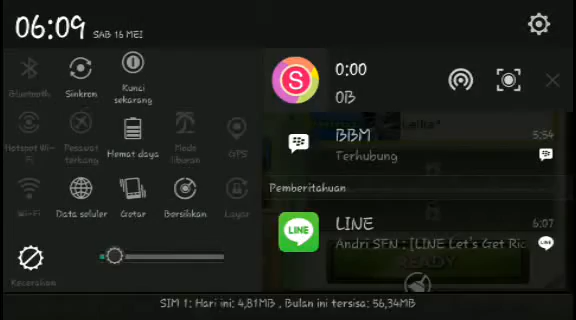 06:09 SAB 16 MEI
Bluetooth
Sinkron
Kunci
sekarang
Hotspot Wi-
Fi
Pesawat
terbang
Hemat daya
Mode
liburan
GPS
Wi-Fi
Data seluler
Getar
Bersihkan
Layar
Kecerahan
S
0:00
0B
BBM
5:54
Terhubung
Pemberitahuan
LINE
LINE
6:07
Andri SFN : [LINE Let's Get Ric
LINE
READY
SIM 1: Hari ini: 4,81MB , Bulan ini tersisa: 56,34MB